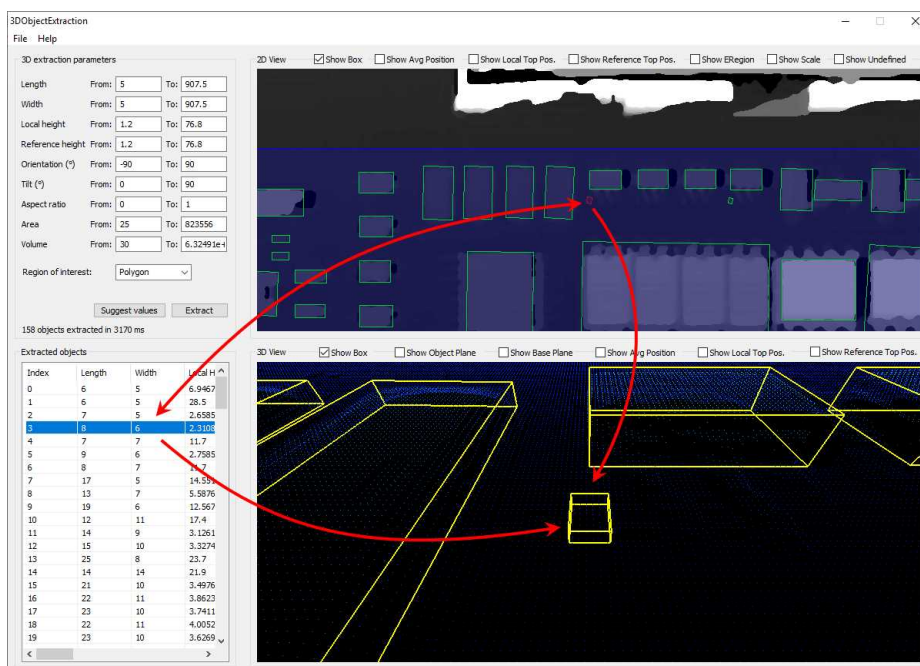 3DObjectExtraction
File Help
3D extraction parameters
Length From: 5 To: 907.5
Width From: 5 To: 907.5
Local height From: 1.2 To: 76.8
Reference height From: 1.2 To: 76.8
Orientation (º) From: -90 To: 90
Tilt (º) From: 0 To: 90
Aspect ratio From: 0 To: 1
Area From: 25 To: 823556
Volume From: 30 To: 6.32491e+
Region of interest: Polygon
Suggest values Extract
158 objects extracted in 3170 ms
2D View Show Box Show Avg Position Show Local Top Pos. Show Reference Top Pos. Show ERegion Show Scale Show Undefined
Extracted objects
Index Length Width Local H
0 6 5 6.9467
1 6 5 28.5
2 7 5 2.6585
3 8 6 2.3108
4 7 7 11.7
5 9 6 2.7585
6 8 7
7 17 5 14.551
8 13 7 5.5876
9 19 6 12.567
10 12 11 17.4
11 14 9 3.1261
12 15 10 3.3274
13 25 8 23.7
14 14 14 21.9
15 21 10 3.4976
16 22 11 3.8623
17 23 10 3.7411
18 22 11 4.0052
19 23 10 3.6269
3D View Show Box Show Object Plane Show Base Plane Show Avg Position Show Local Top Pos. Show Reference Top Pos.